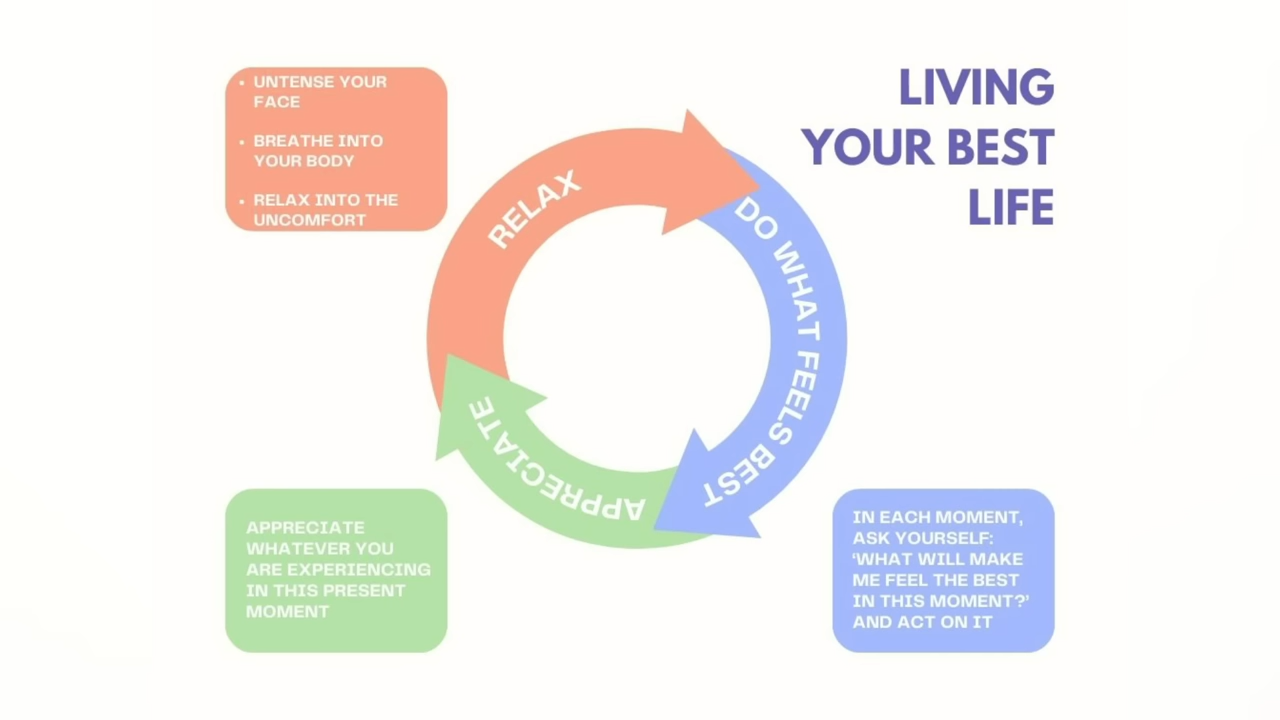 • UNTENSE YOUR
FACE
• BREATHE INTO
YOUR BODY
• RELAX INTO THE
UNCOMFORT
LIVING
YOUR BEST
LIFE
RELAX
DO WHAT FEELS BEST
APPRECIATE
APPRECIATE
WHATEVER YOU
ARE EXPERIENCING
IN THIS PRESENT
MOMENT
IN EACH MOMENT,
ASK YOURSELF:
‘WHAT WILL MAKE
ME FEEL THE BEST
IN THIS MOMENT?’
AND ACT ON IT